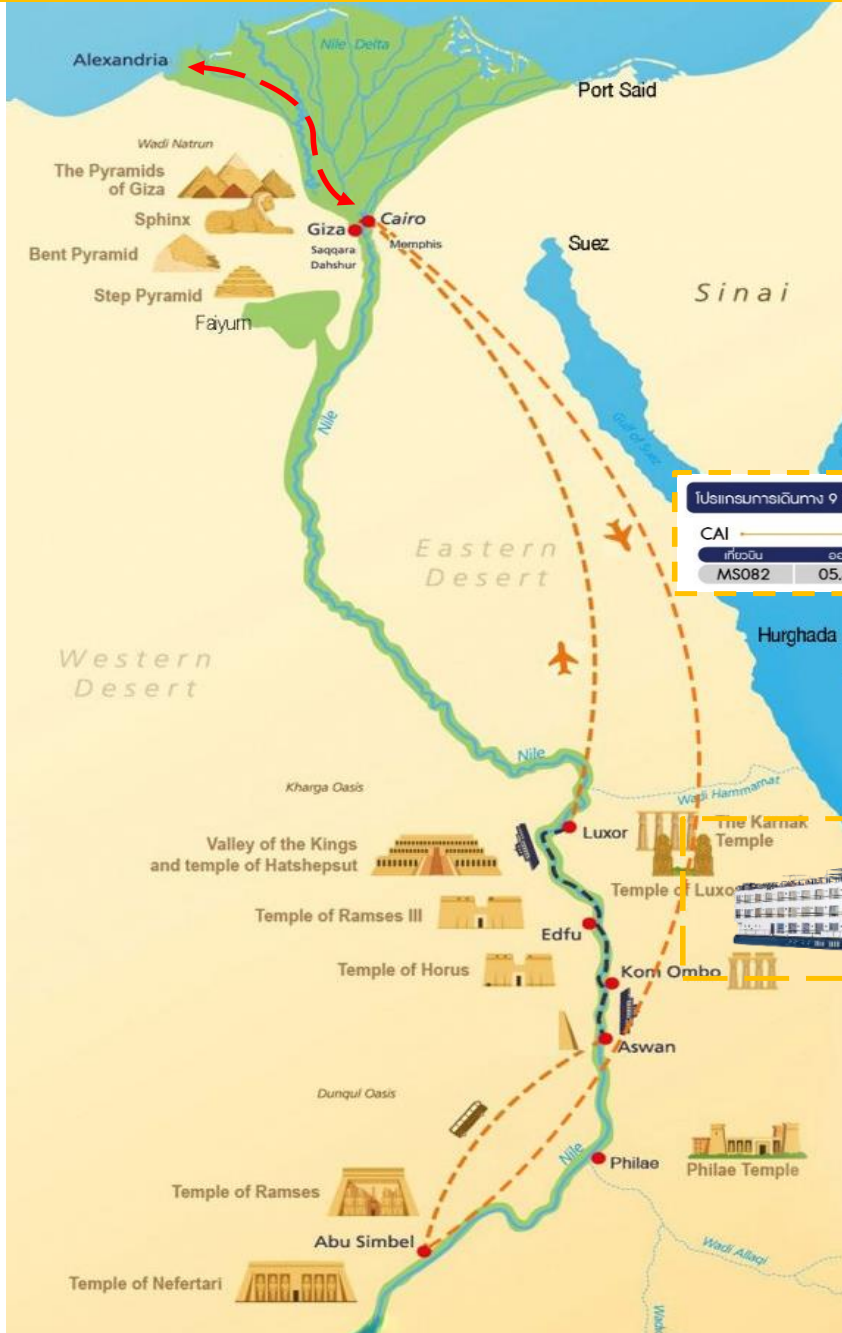 Alexandria
Nile Delta
Port Said
Wadi Natrun
The Pyramids
of Giza
Sphinx
Giza
Cairo
Memphis
Saqqara
Dahshur
Bent Pyramid
Step Pyramid
Faiyum
Suez
Sinai
Nile
Gulf of Suez
โปรแกรมการเดินทาง 9
CAI
เที่ยวบิน
MS082
05.
Eastern
Desert
Hurghada
Western
Desert
Nile
Wadi Hammamat
Kharga Oasis
Luxor
The Karnak
Temple
Valley of the Kings
and temple of Hatshepsut
Temple of Luxo
Temple of Ramses III
Edfu
Temple of Horus
Kom Ombo
Aswan
Dunqul Oasis
Nile
Philae
Philae Temple
Temple of Ramses
Abu Simbel
Wadi Allaqi
Temple of Nefertari